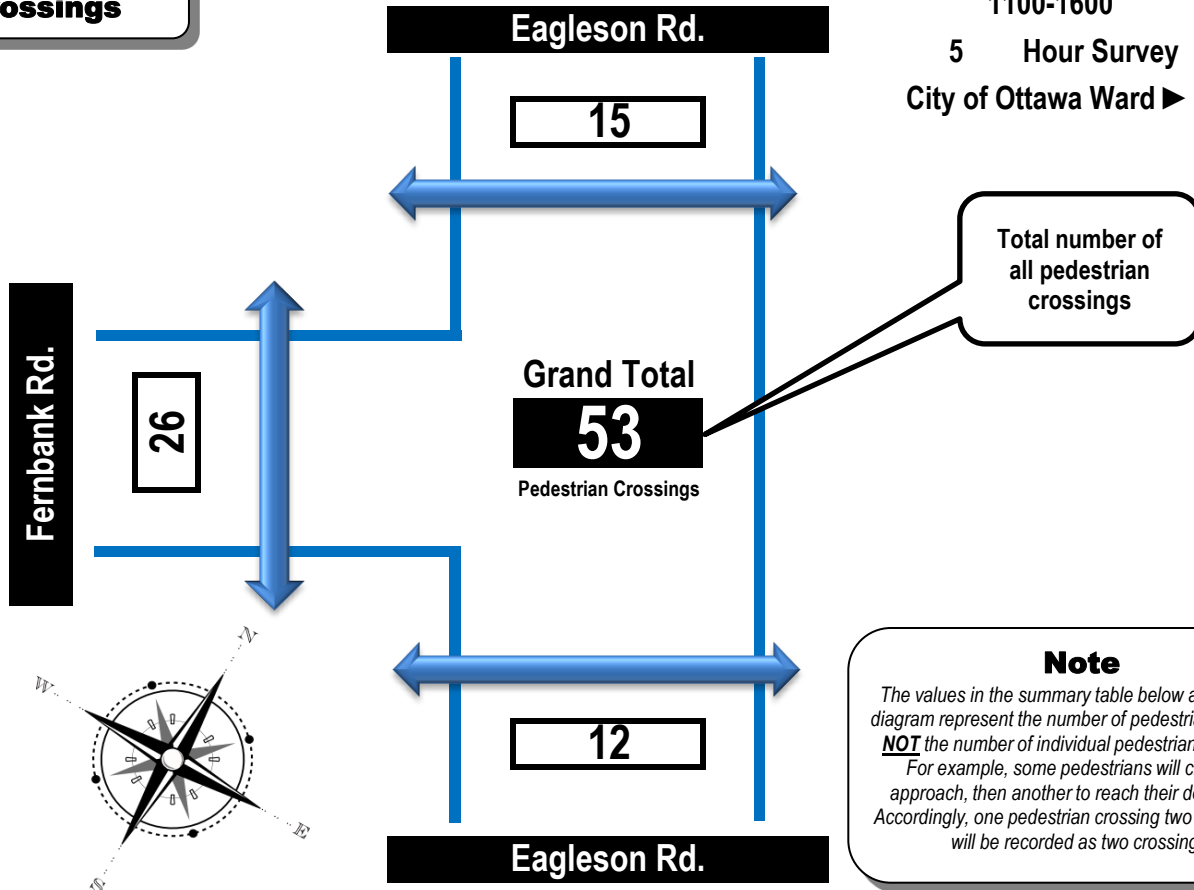 ossings
1100-1600
5 Hour Survey
City of Ottawa Ward ►
Eagleson Rd.
15
Total number of
all pedestrian
crossings
Fernbank Rd.
26
Grand Total
53
Pedestrian Crossings
N
W
E
S
12
Eagleson Rd.
Note
The values in the summary table below a
diagram represent the number of pedestria
NOT the number of individual pedestrian
For example, some pedestrians will c
approach, then another to reach their de
Accordingly, one pedestrian crossing two
will be recorded as two crossing